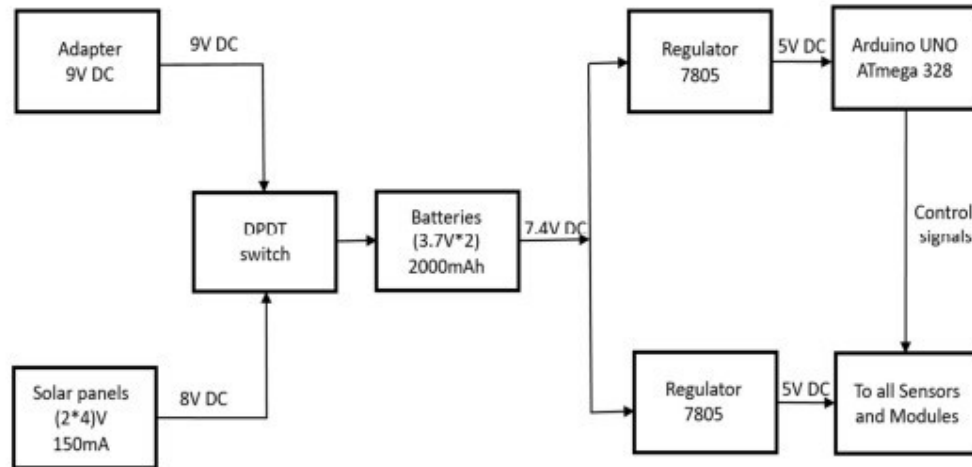 Adapter
9V DC
9V DC
Regulator
7805
5V DC
Arduino UNO
ATmega 328
DPDT
switch
Batteries
(3.7V*2)
2000mAh
7.4V DC
Control
signals
Solar panels
(2*4)V
150mA
8V DC
Regulator
7805
5V DC
To all Sensors
and Modules